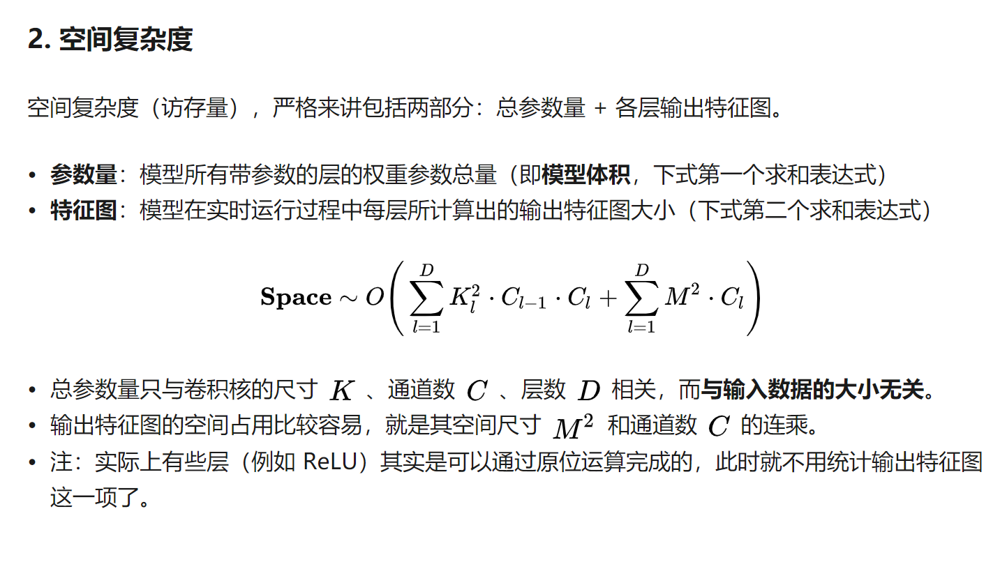 2. 空间复杂度
空间复杂度（访存量），严格来讲包括两部分：总参数量 + 各层输出特征图。
• 参数量：模型所有带参数的层的权重参数总量（即模型体积，下式第一个求和表达式）
• 特征图：模型在实时运行过程中每层所计算出的输出特征图大小（下式第二个求和表达式）
$$\textbf{Space} \sim O\left(\sum_{l=1}^{D} K_l^2 \cdot C_{l-1} \cdot C_l + \sum_{l=1}^{D} M^2 \cdot C_l\right)$$
• 总参数量只与卷积核的尺寸 $K$ 、通道数 $C$ 、层数 $D$ 相关，而与输入数据的大小无关。
• 输出特征图的空间占用比较容易，就是其空间尺寸 $M^2$ 和通道数 $C$ 的连乘。
• 注：实际上有些层（例如 ReLU）其实是可以通过原位运算完成的，此时就不用统计输出特征图
这一项了。